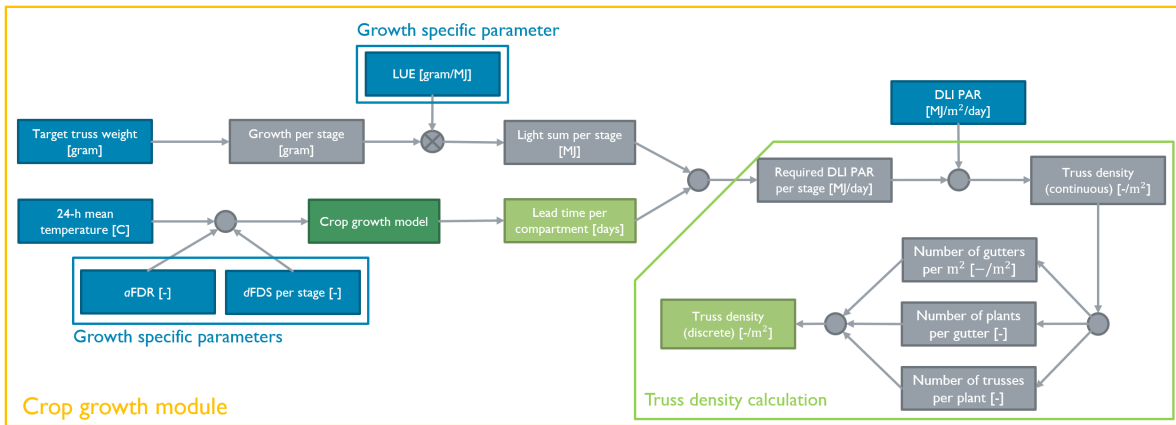 Growth specific parameter
LUE [gram/MJ]
DLI PAR
[MJ/m²/day]
Target truss weight
[gram]
Growth per stage
[gram]
Light sum per stage
[MJ]
Required DLI PAR
per stage [MJ/day]
Truss density
(continuous) [-/m²]
24-h mean
temperature [C]
Crop growth model
Lead time per
compartment [days]
Number of gutters
per m² [−/m²]
aFDR [-]
dFDS per stage [-]
Growth specific parameters
Truss density
(discrete) [-/m²]
Number of plants
per gutter [-]
Number of trusses
per plant [-]
Crop growth module
Truss density calculation